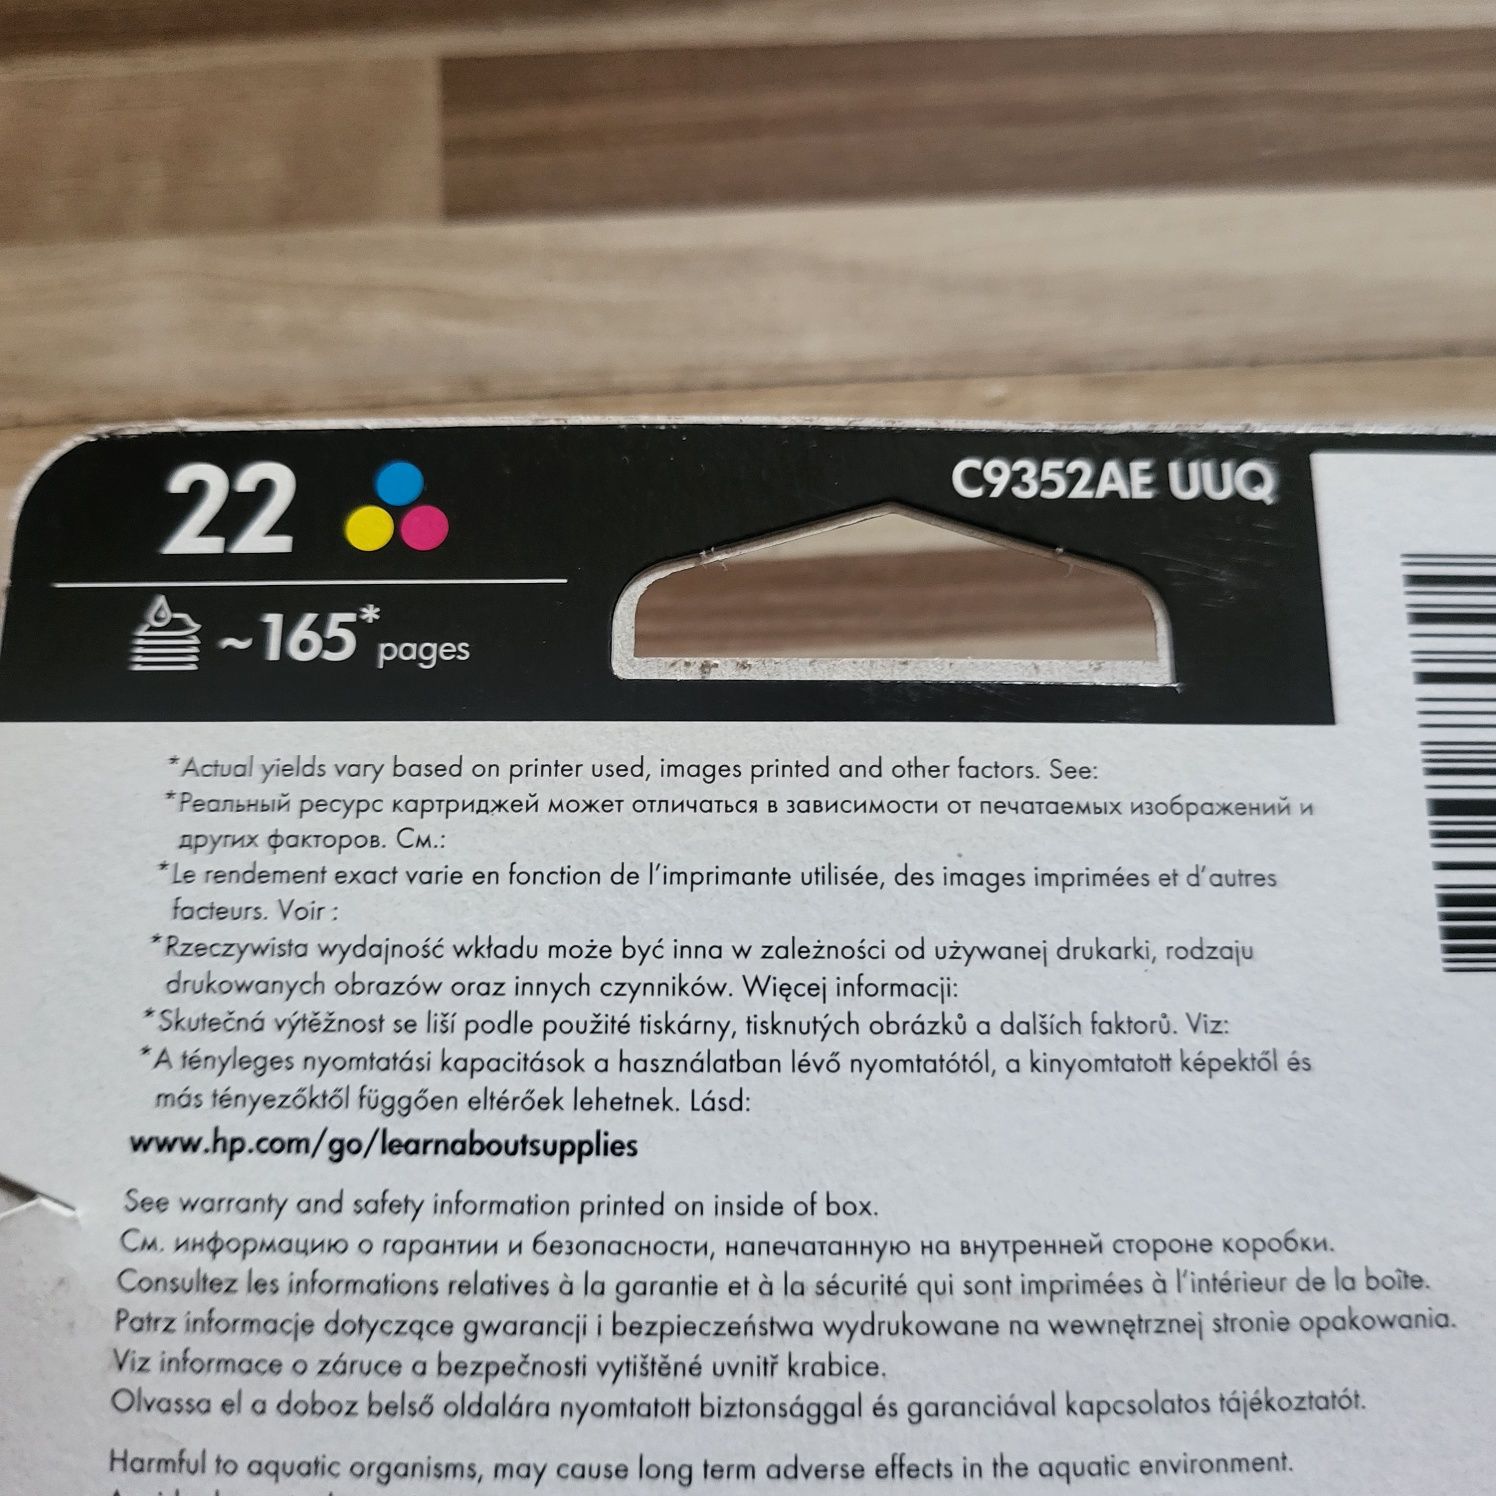 22
C9352AE UUQ
~165* pages
*Actual yields vary based on printer used, images printed and other factors. See:
*Реальный ресурс картриджей может отличаться в зависимости от печатаемых изображений и
других факторов. См.:
*Le rendement exact varie en fonction de l'imprimante utilisée, des images imprimées et d'autres
facteurs. Voir :
*Rzeczywista wydajność wkładu może być inna w zależności od używanej drukarki, rodzaju
drukowanych obrazów oraz innych czynników. Więcej informacji:
*Skutečná výtěžnost se liší podle použité tiskárny, tisknutých obrázků a dalších faktorů. Viz:
*A tényleges nyomtatási kapacitások a használatban lévő nyomtatótól, a kinyomtatott képektől és
más tényezőktől függően eltérőek lehetnek. Lásd:
www.hp.com/go/learnaboutsupplies
See warranty and safety information printed on inside of box.
См. информацию о гарантии и безопасности, напечатанную на внутренней стороне коробки.
Consultez les informations relatives à la garantie et à la sécurité qui sont imprimées à l'intérieur de la boîte.
Patrz informacje dotyczące gwarancji i bezpieczeństwa wydrukowane na wewnętrznej stronie opakowania.
Viz informace o záruce a bezpečnosti vytištěné uvnitř krabice.
Olvassa el a doboz belső oldalára nyomtatott biztonsággal és garanciával kapcsolatos tájékoztatót.
Harmful to aquatic organisms, may cause long term adverse effects in the aquatic environment.